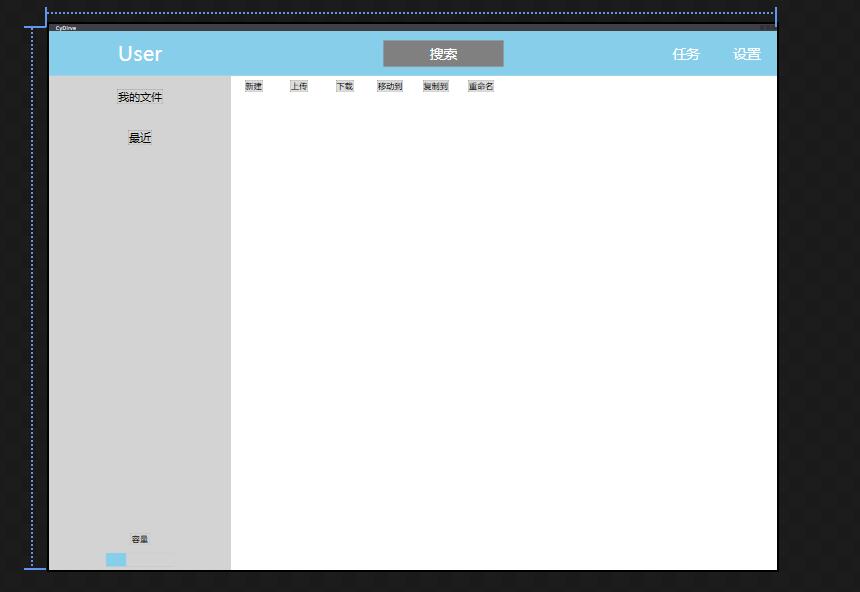 CyDirve
User
搜索
任务
设置
我的文件
最近
新建 上传 下载 移动到 复制到 重命名
容量